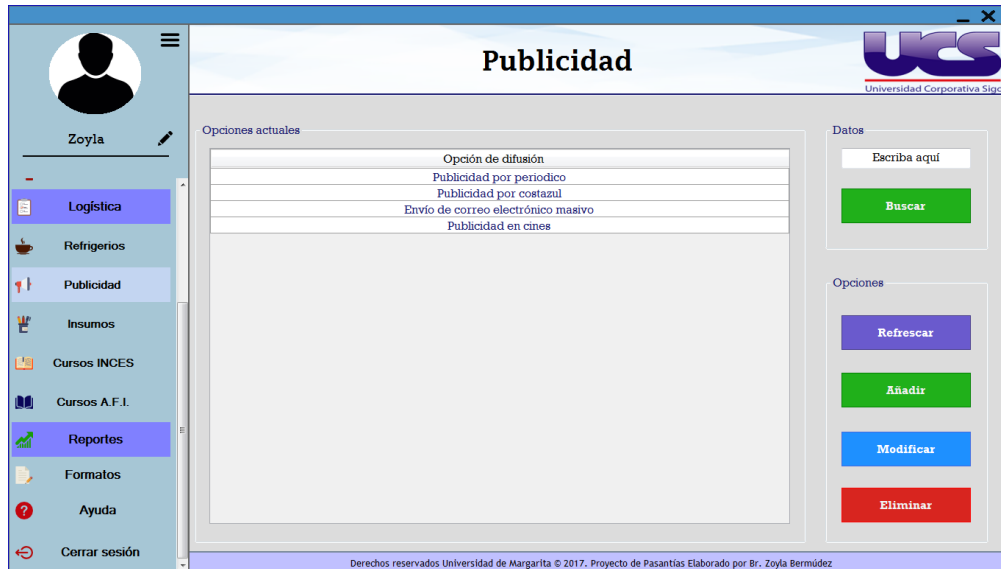 Publicidad
UCS
Universidad Corporativa Sigo
Zoyla
Logística
Refrigerios
Publicidad
Insumos
Cursos INCES
Cursos A.F.I.
Reportes
Formatos
Ayuda
Cerrar sesión
Opciones actuales
Opción de difusión
Publicidad por periodico
Publicidad por costazul
Envío de correo electrónico masivo
Publicidad en cines
Datos
Escriba aquí
Buscar
Opciones
Refrescar
Añadir
Modificar
Eliminar
Derechos reservados Universidad de Margarita © 2017. Proyecto de Pasantías Elaborado por Br. Zoyla Bermúdez